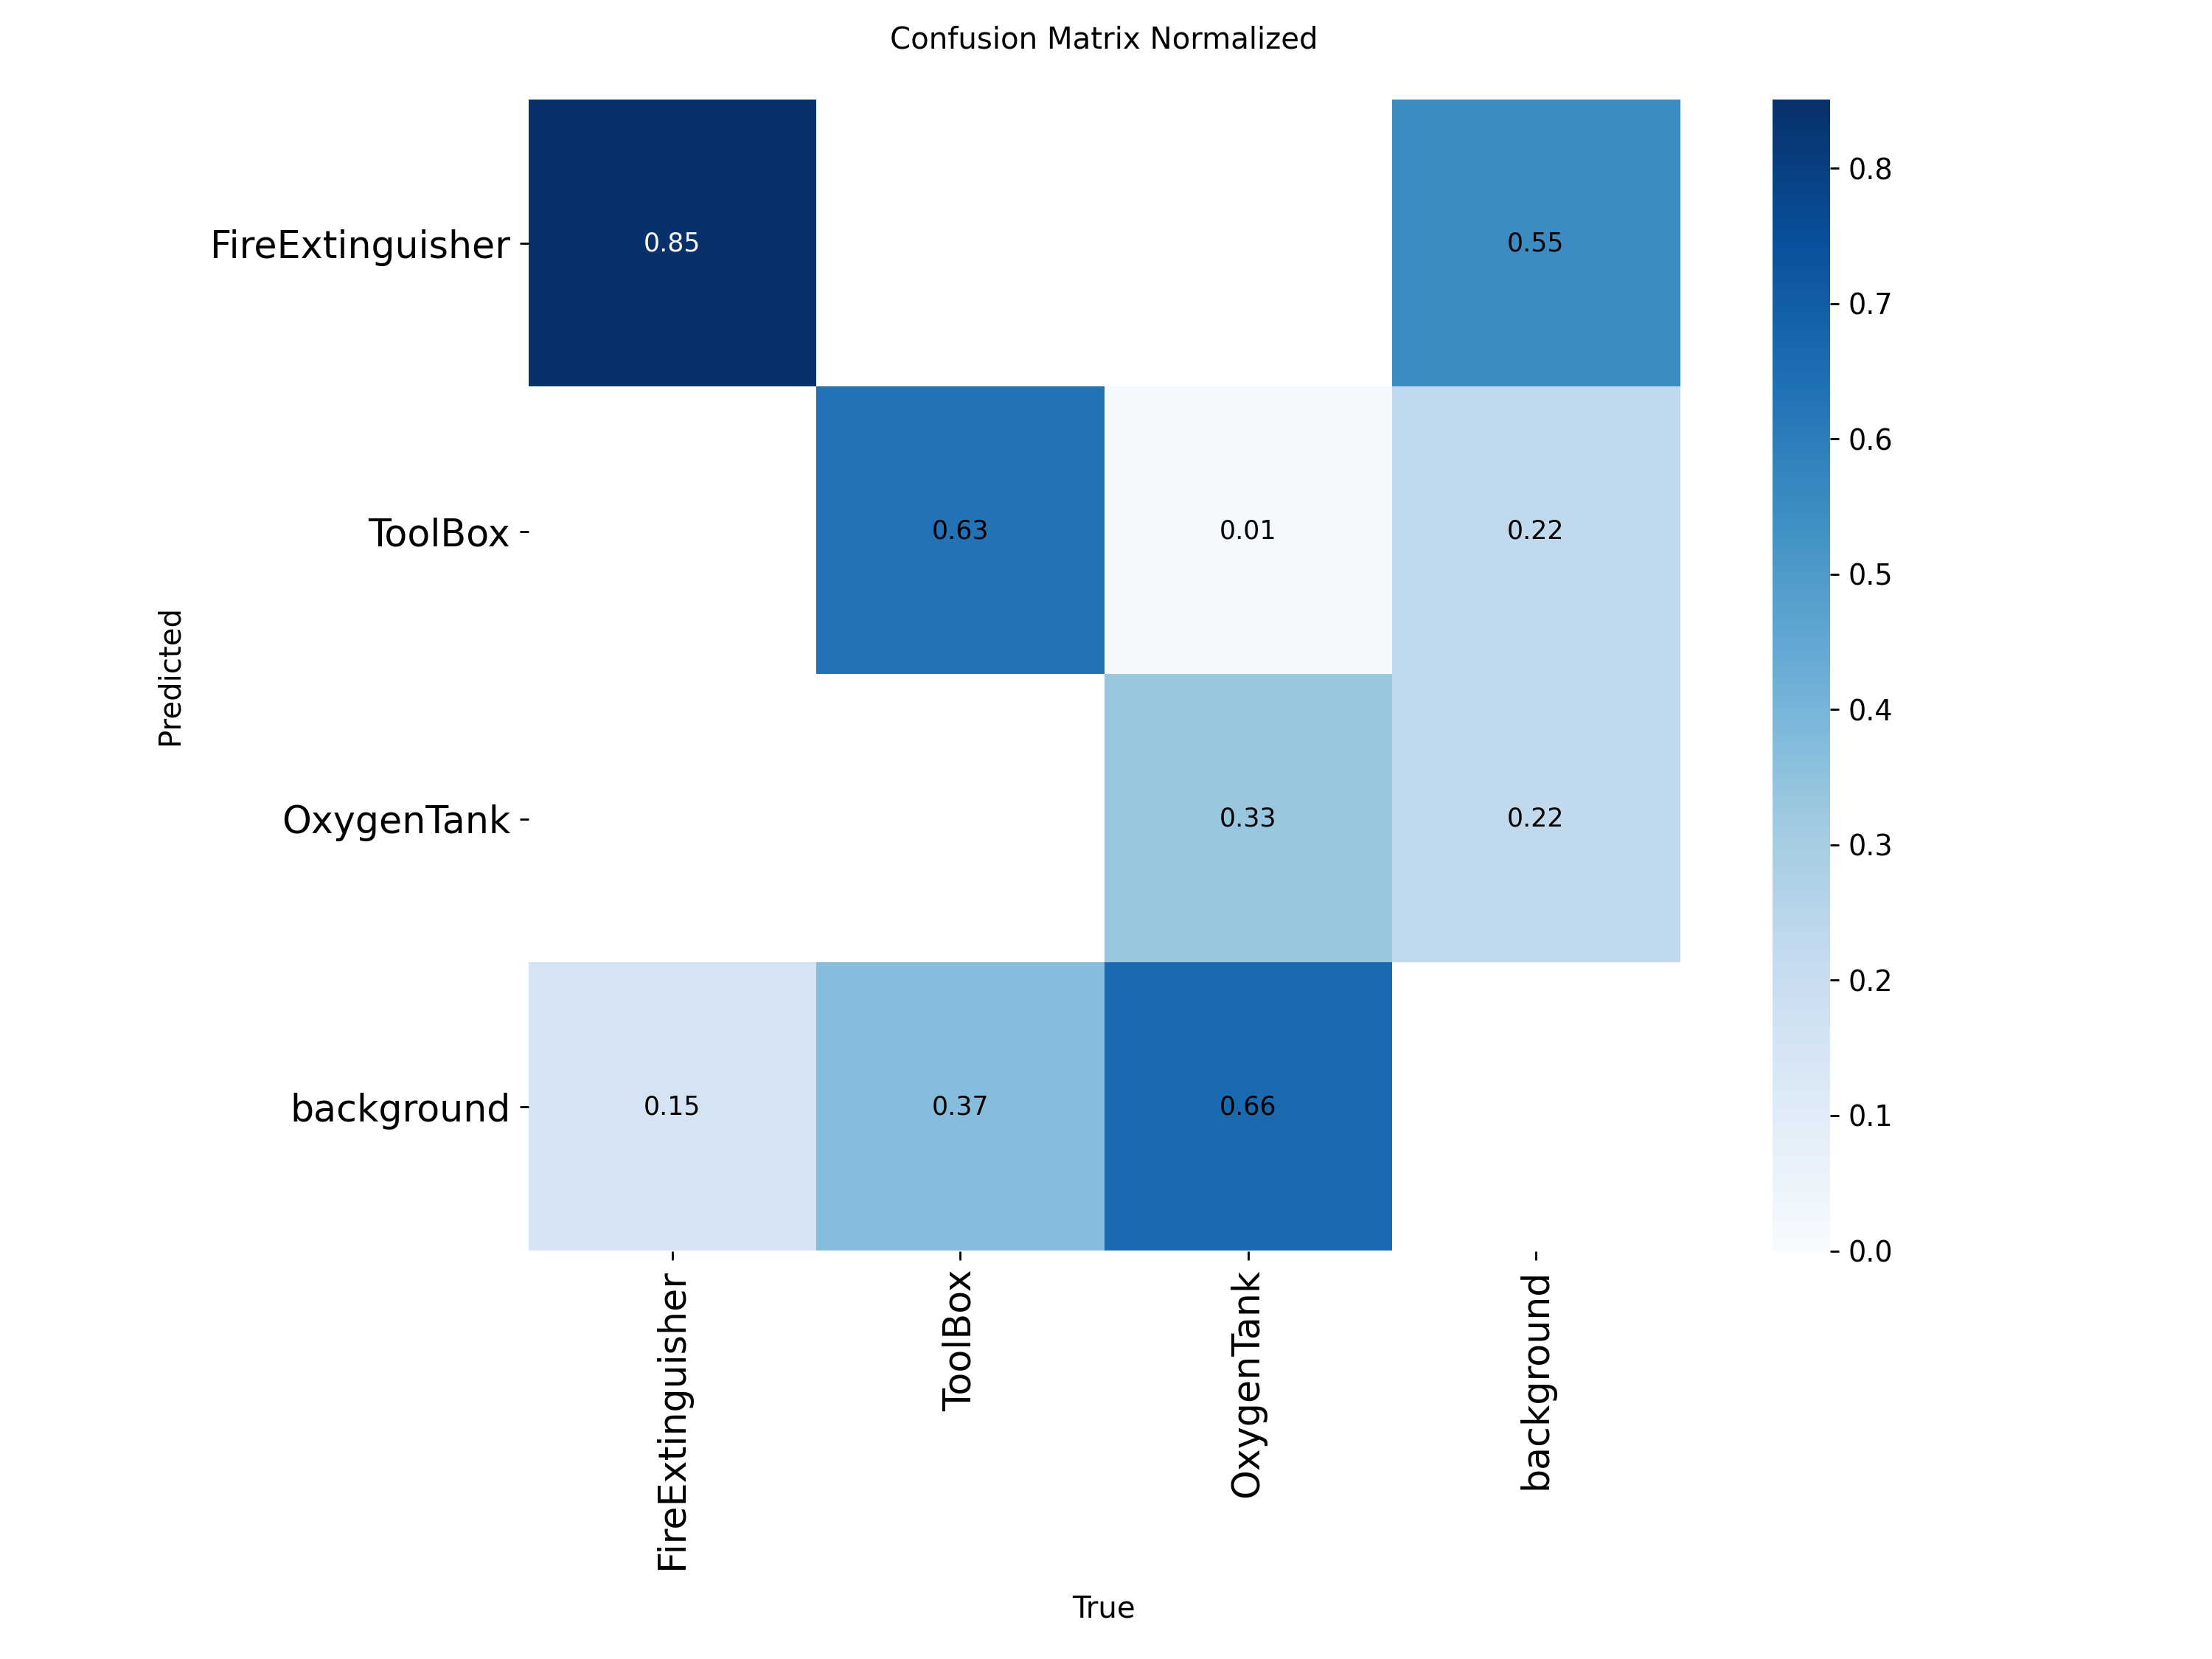 Confusion Matrix Normalized
FireExtinguisher
0.85
0.55
ToolBox
0.63
0.01
0.22
OxygenTank
0.33
0.22
background
0.15
0.37
0.66
Predicted
FireExtinguisher
ToolBox
OxygenTank
background
True
0.8
0.7
0.6
0.5
0.4
0.3
0.2
0.1
0.0